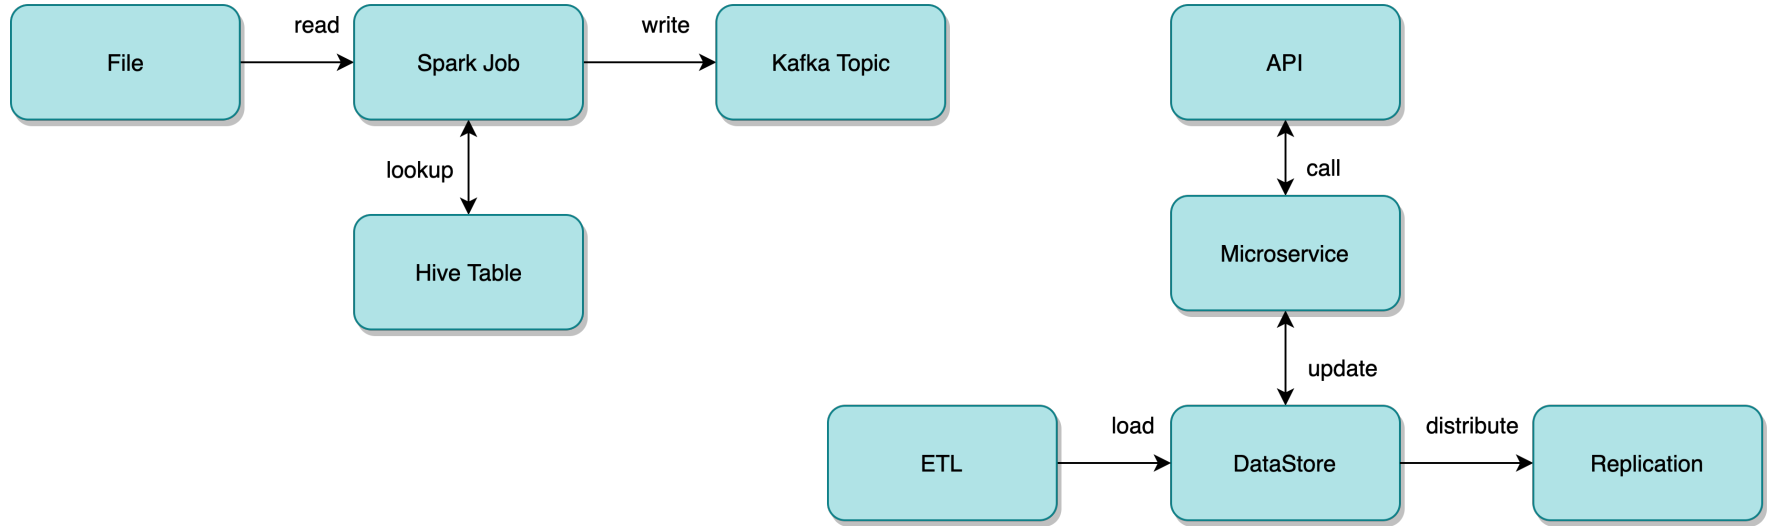 File
read
Spark Job
write
Kafka Topic
lookup
Hive Table
API
call
Microservice
update
ETL
load
DataStore
distribute
Replication